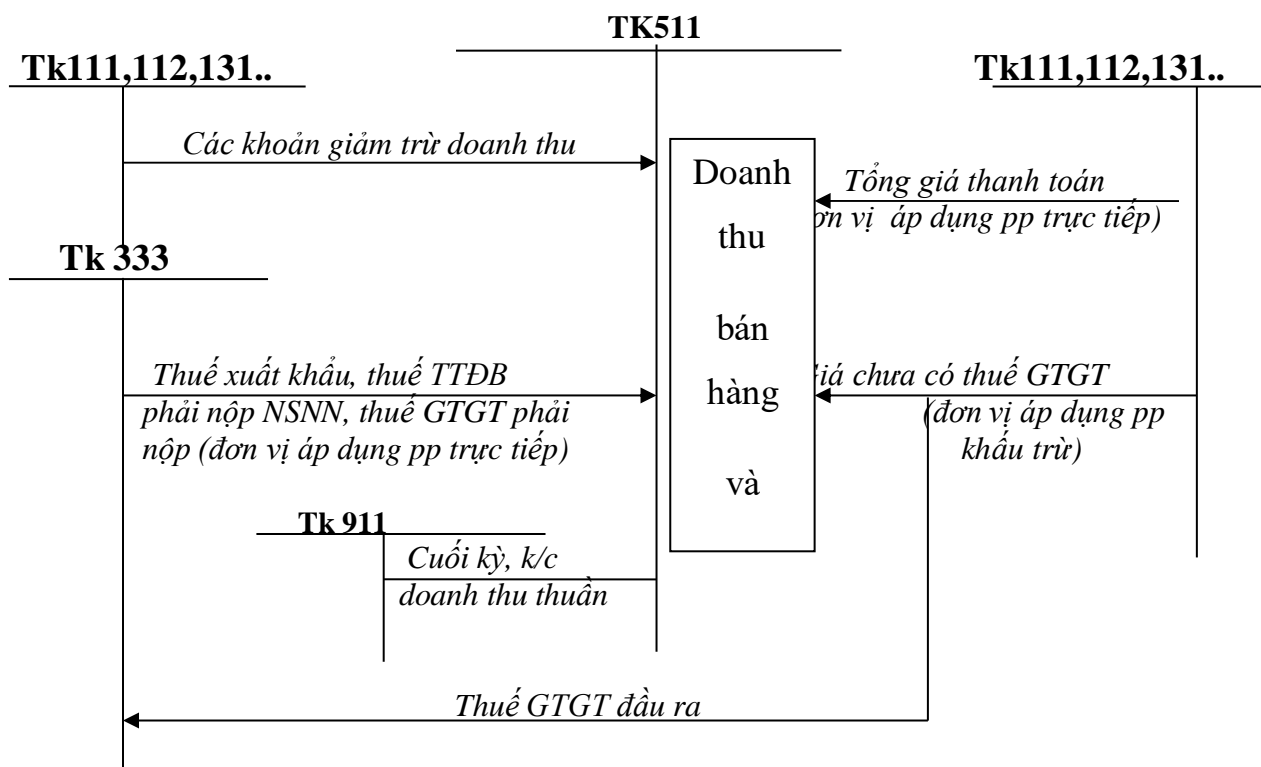 TK511
Tk111,112,131..
Tk111,112,131..
Các khoản giảm trừ doanh thu
Doanh
thu
bán
hàng
và
Tổng giá thanh toán
vị áp dụng pp trực tiếp)
Tk 333
Thuế xuất khẩu, thuế TTĐB
phải nộp NSNN, thuế GTGT phải
nộp (đơn vị áp dụng pp trực tiếp)
chưa có thuế GTGT
(đơn vị áp dụng pp
khấu trừ)
Tk 911
Cuối kỳ, k/c
doanh thu thuần
Thuế GTGT đầu ra